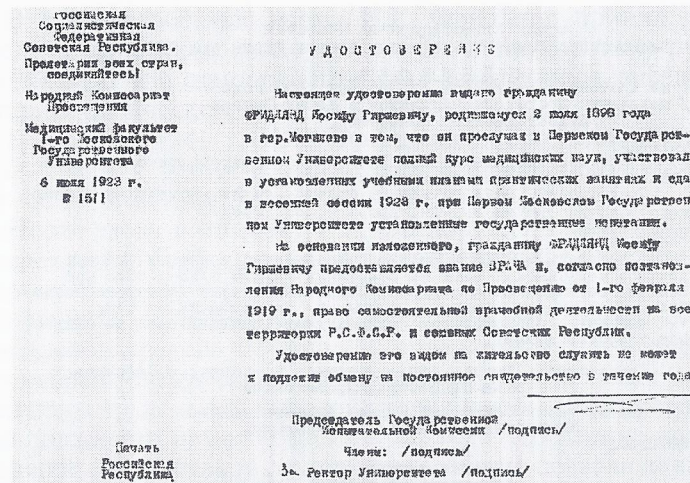 Российская
Социалистическая
Федеративная
Советская Республика.
Пролетарии всех стран,
соединяйтесь!
Народный Комиссариат
Просвещения
Медицинский факультет
1-го Московского
Государственного
Университета
6 июля 1923 г.
№ 1511
УДОСТОВЕРЕНИЕ
Настоящее удостоверение выдано гражданину
ФРИДЛЯНД Иосифу Гиршевичу, родившемуся 2 июля 1898 года
в гор.Могилеве в том, что он прослушал в Пермском Государст-
венном Университете полный курс медицинских наук, участвовал
в установленных учебными планами практических занятиях и сда
в весенней сессии 1923 г. при Первом Московском Государствен
ном Университете установленные государственные испытания.
На основании изложенного, гражданину ФРИДЛЯНД Иосифу
Гиршевичу предоставляется звание ВРАЧА и, согласно постанов-
ления Народного Комиссариата по Просвещению от 1-го февраля
1919 г., право самостоятельной врачебной деятельности на все
территории Р.С.Ф.С.Р. и союзных Советских Республик.
Удостоверение это видом на жительство служить не может
и подлежит обмену на постоянное свидетельство в течение года
Председатель Государственной
Испытательной Комиссии /подпись/
Члены: /подпись/
За Ректор Университета /подпись/
Печать
Российская
Республика